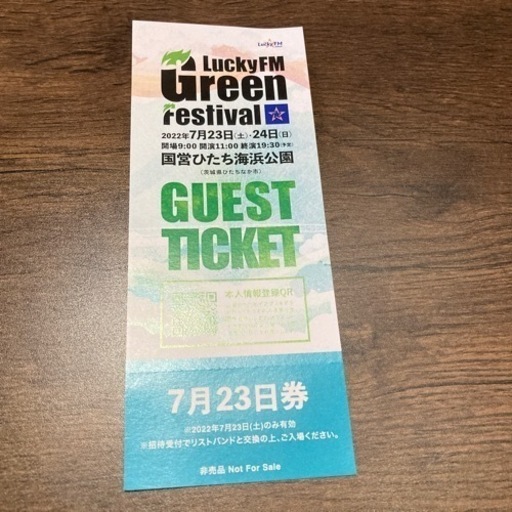 LuckyFM
LuckyFM
Green
Festival
2022年7月23日(土)・24日(日)
開場9:00 開演11:00 終演19:30(予定)
国営ひたち海浜公園
(茨城県ひたちなか市)
GUEST
TICKET
本人情報登録QR
7月23日券
※2022年7月23日(土)のみ有効
※招待受付でリストバンドと交換の上、ご入場ください。
非売品 Not For Sale